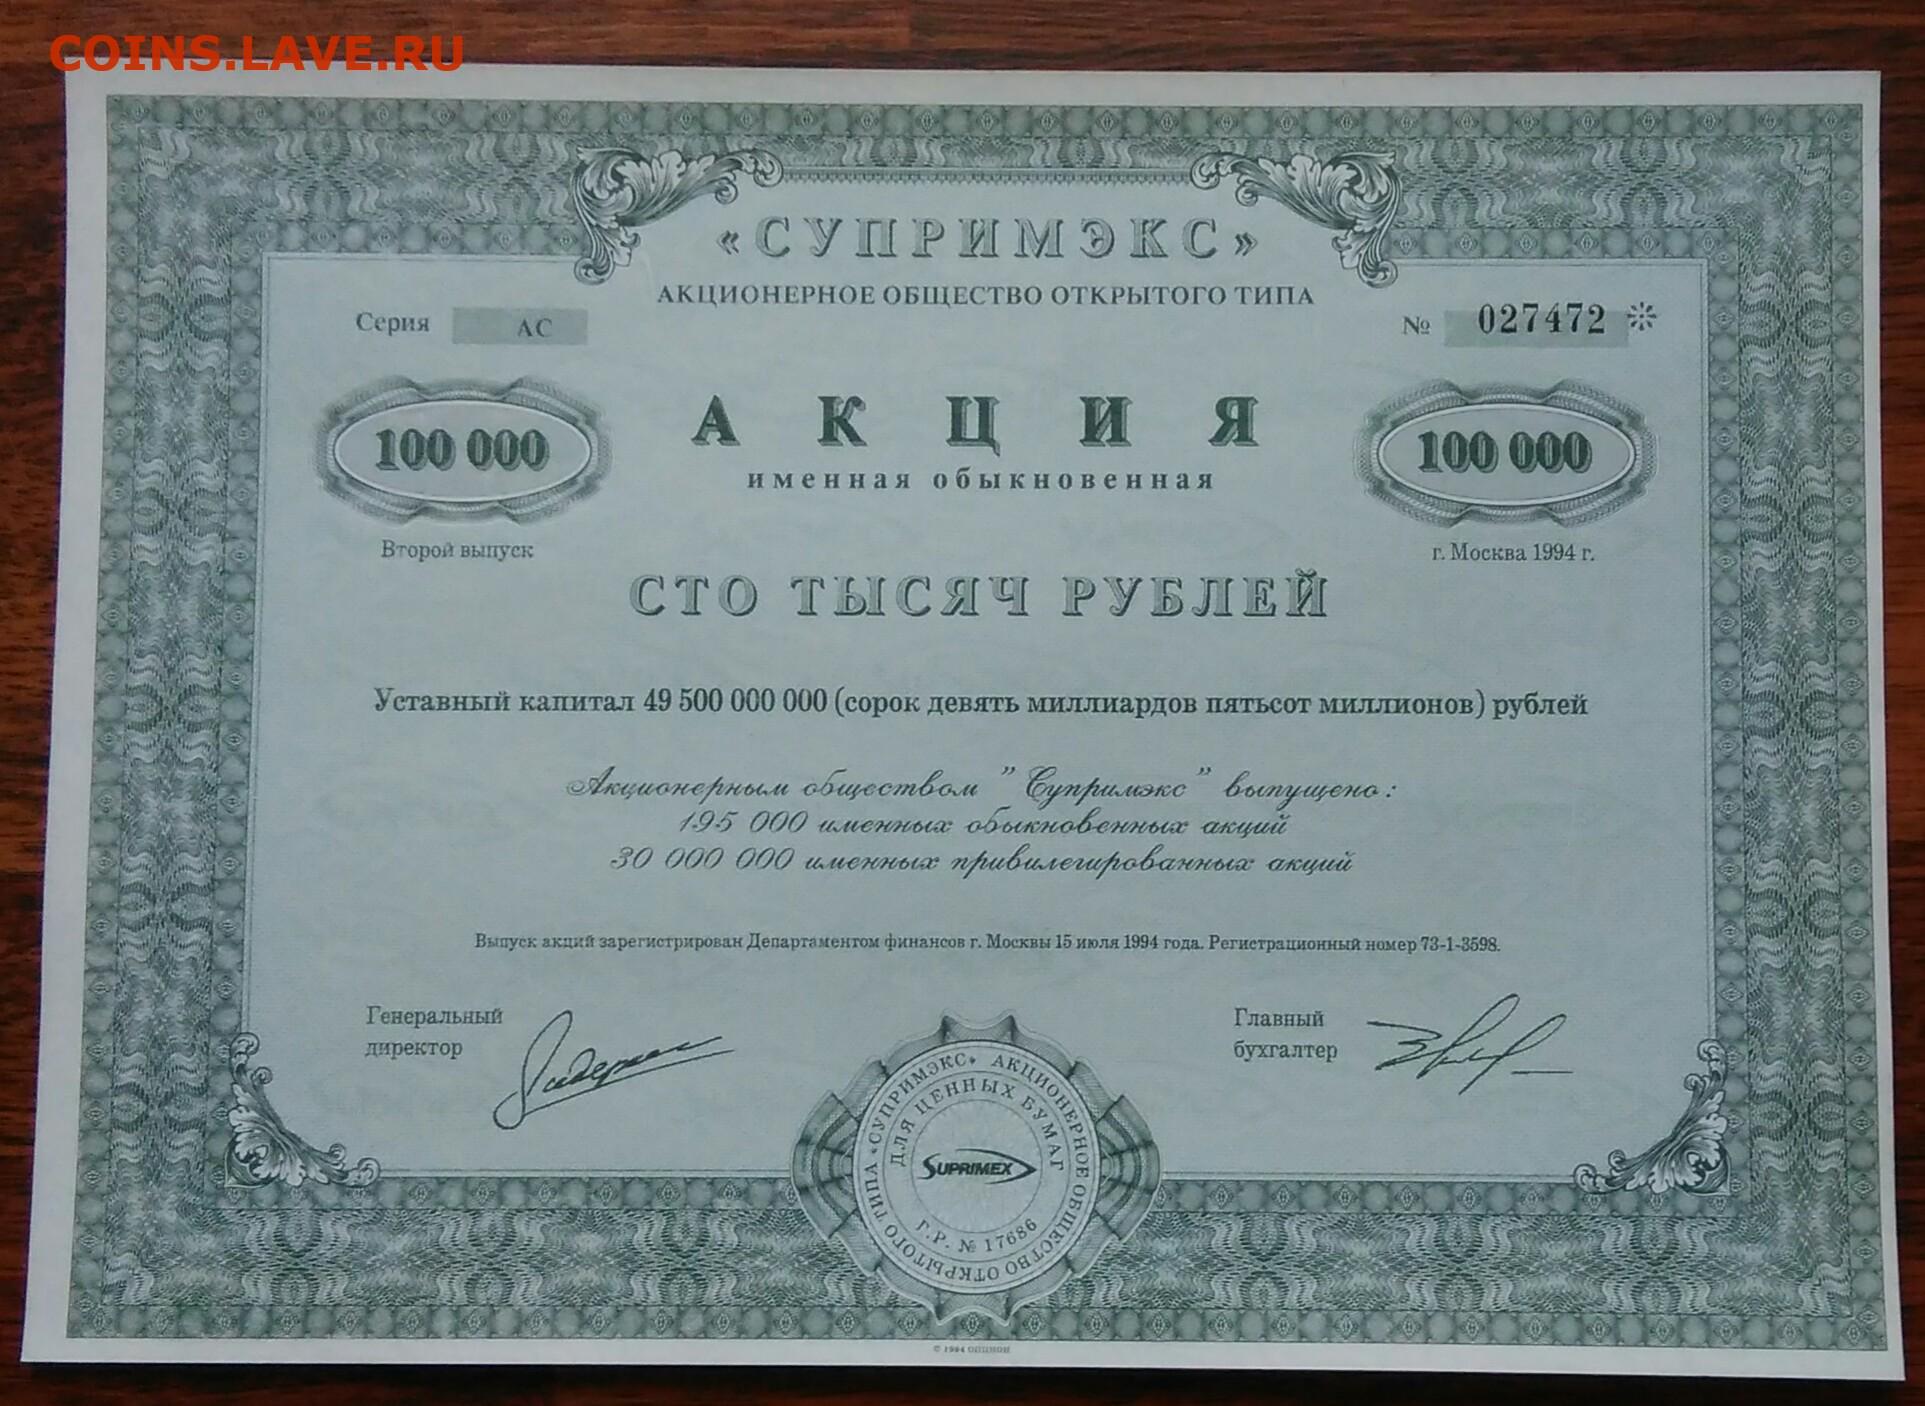 COINS.LAVE.RU
«СУПРИМЭКС»
АКЦИОНЕРНОЕ ОБЩЕСТВО ОТКРЫТОГО ТИПА
Серия АС
№ 027472 *
100 000
АКЦИЯ
100 000
именная обыкновенная
Второй выпуск
г. Москва 1994 г.
СТО ТЫСЯЧ РУБЛЕЙ
Уставный капитал 49 500 000 000 (сорок девять миллиардов пятьсот миллионов) рублей
Акционерным обществом "Супримэкс" выпущено:
195 000 именных обыкновенных акций
30 000 000 именных привилегированных акций
Выпуск акций зарегистрирован Департаментом финансов г. Москвы 15 июля 1994 года. Регистрационный номер 73-1-3598.
Генеральный
директор
Главный
бухгалтер
АКЦИОНЕРНОЕ ОБЩЕСТВО ОТКРЫТОГО ТИПА «СУПРИМЭКС»
ДЛЯ ЦЕННЫХ БУМАГ
SUPRIMEX
Г.Р. № 17686
© 1994 ОПЦИОН